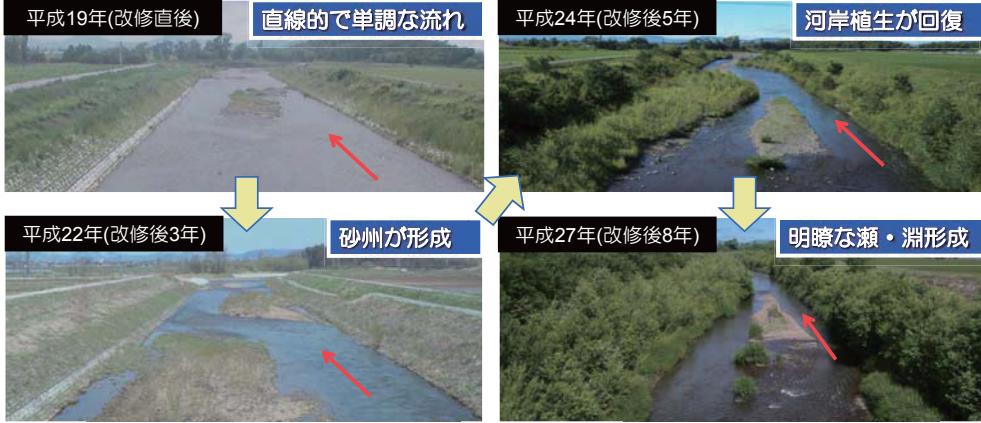 平成19年(改修直後)
直線的で単調な流れ
平成22年(改修後3年)
砂州が形成
平成24年(改修後5年)
河岸植生が回復
平成27年(改修後8年)
明瞭な瀬・淵形成